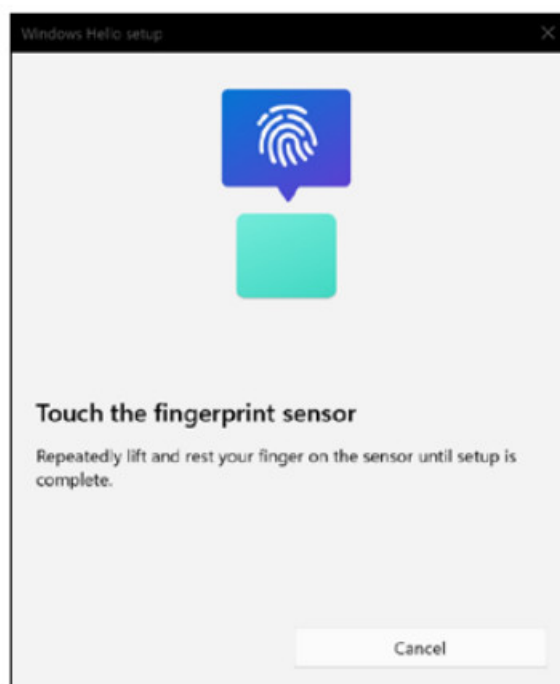 Windows Hello setup
Touch the fingerprint sensor
Repeatedly lift and rest your finger on the sensor until setup is
complete.
Cancel